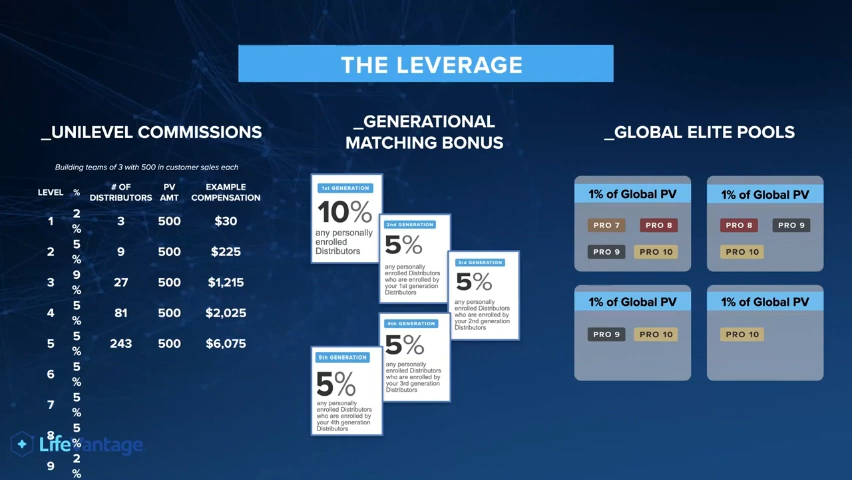 THE LEVERAGE
_UNILEVEL COMMISSIONS
Building teams of 3 with 500 in customer sales each
LEVEL % # OF DISTRIBUTORS PV AMT EXAMPLE COMPENSATION
1 2% 3 500 $30
2 5% 9 500 $225
3 9% 27 500 $1,215
4 5% 81 500 $2,025
5 5% 243 500 $6,075
6 5%
7 5%
8 5%
9 2%
LifeVantage
_GENERATIONAL
MATCHING BONUS
1st GENERATION
10%
any personally
enrolled
Distributors
2nd GENERATION
5%
any personally
enrolled Distributors
who are enrolled by
your 1st generation
Distributors
3rd GENERATION
5%
any personally
enrolled Distributors
who are enrolled by
your 2nd generation
Distributors
4th GENERATION
5%
any personally
enrolled Distributors
who are enrolled by
your 3rd generation
Distributors
5th GENERATION
5%
any personally
enrolled Distributors
who are enrolled by
your 4th generation
Distributors
_GLOBAL ELITE POOLS
1% of Global PV
PRO 7 PRO 8
PRO 9 PRO 10
1% of Global PV
PRO 8 PRO 9
PRO 10
1% of Global PV
PRO 9 PRO 10
1% of Global PV
PRO 10